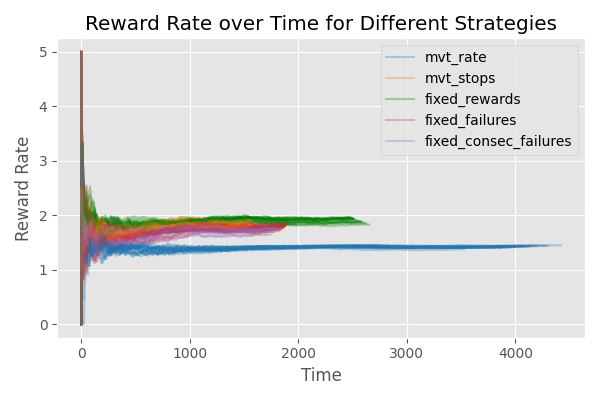 Reward Rate over Time for Different Strategies
5
4
3
2
1
0
Reward Rate
mvt_rate
mvt_stops
fixed_rewards
fixed_failures
fixed_consec_failures
0 1000 2000 3000 4000
Time